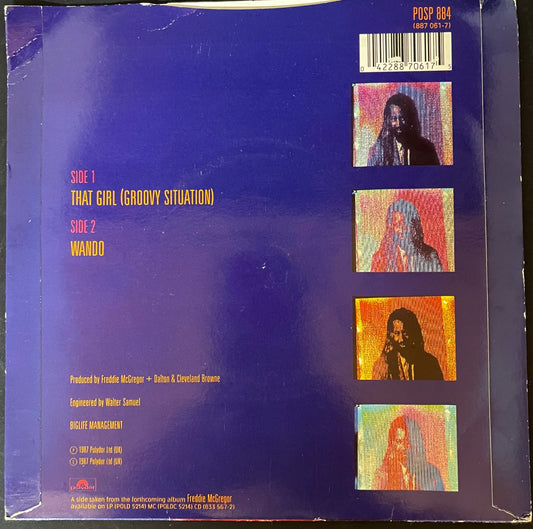 POSP 884
(887 061-7)
0 42288 70617 5
SIDE 1
THAT GIRL (GROOVY SITUATION)
SIDE 2
WANDO
Produced by Freddie McGregor + Dalton & Cleveland Browne
Engineered by Walter Samuel
BIGLIFE MANAGEMENT
Ⓟ 1987 Polydor Ltd (UK)
© 1987 Polydor Ltd (UK)
A side taken from the forthcoming album Freddie McGregor
available on LP (POLD 5214) MC (POLDC 5214) CD (833 567-2)